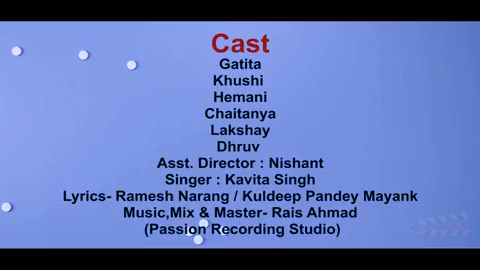 Cast
Gatita
Khushi
Hemani
Chaitanya
Lakshay
Dhruv
Asst. Director : Nishant
Singer : Kavita Singh
Lyrics- Ramesh Narang / Kuldeep Pandey Mayank
Music,Mix & Master- Rais Ahmad
(Passion Recording Studio)